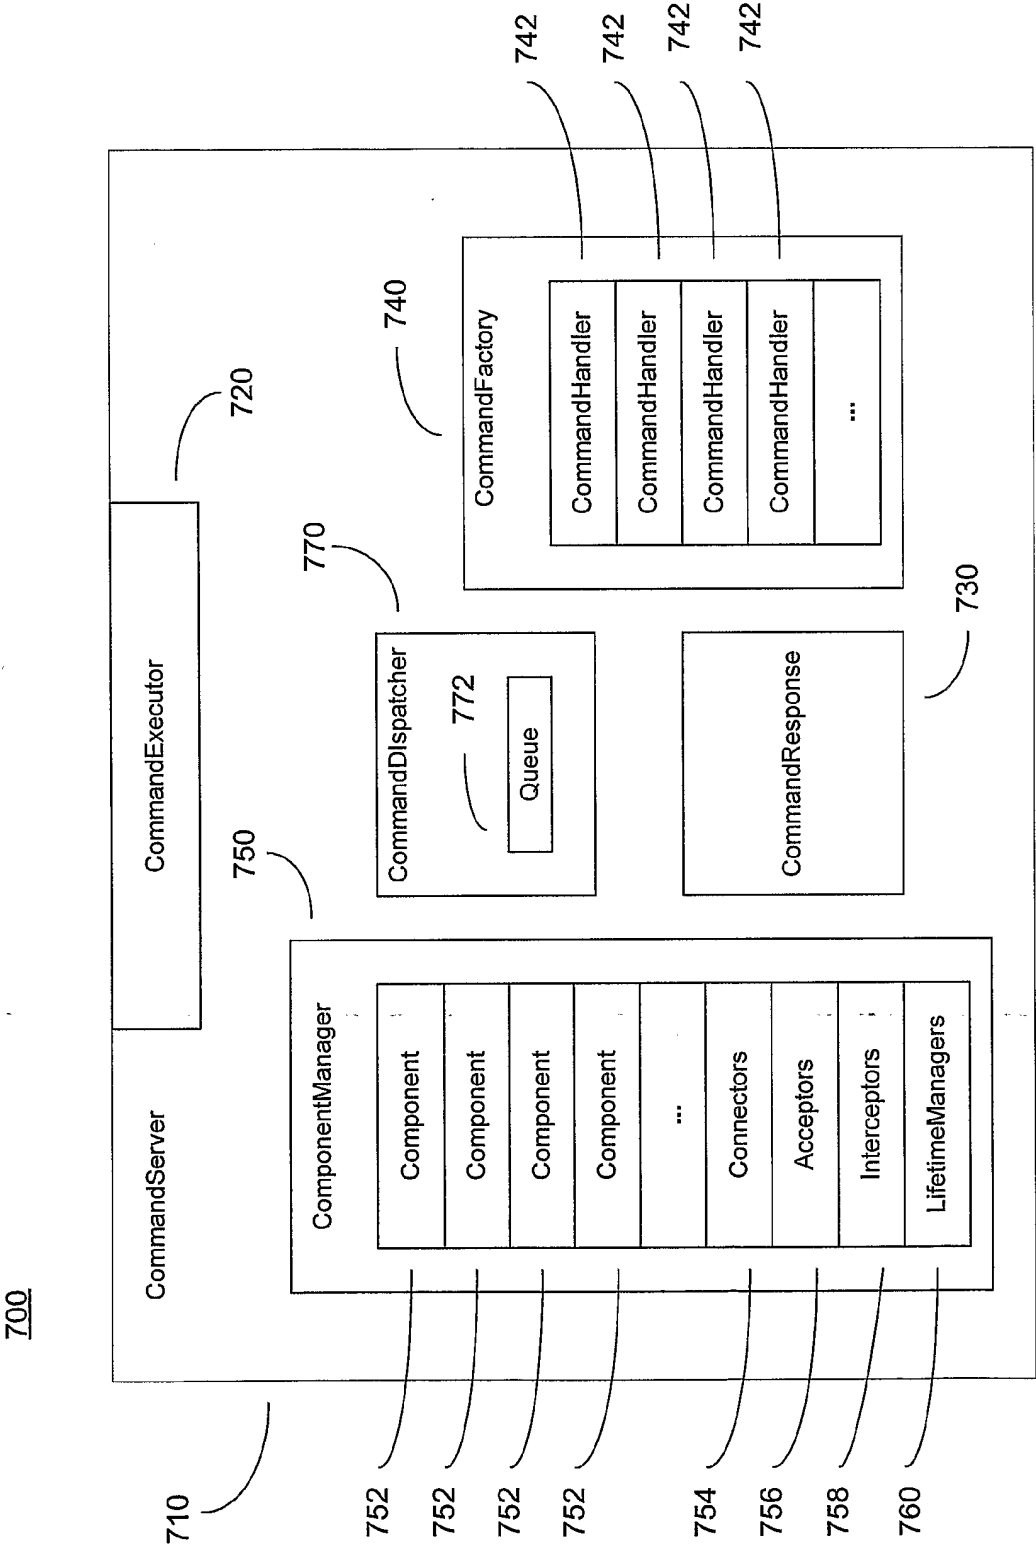 700
710
CommandServer
CommandExecutor
720
750
ComponentManager
752
Component
752
Component
752
Component
752
Component
...
754
Connectors
756
Acceptors
758
Interceptors
760
LifetimeManagers
770
CommandDIspatcher
772
Queue
CommandResponse
730
740
CommandFactory
CommandHandler
742
CommandHandler
742
CommandHandler
742
CommandHandler
742
...